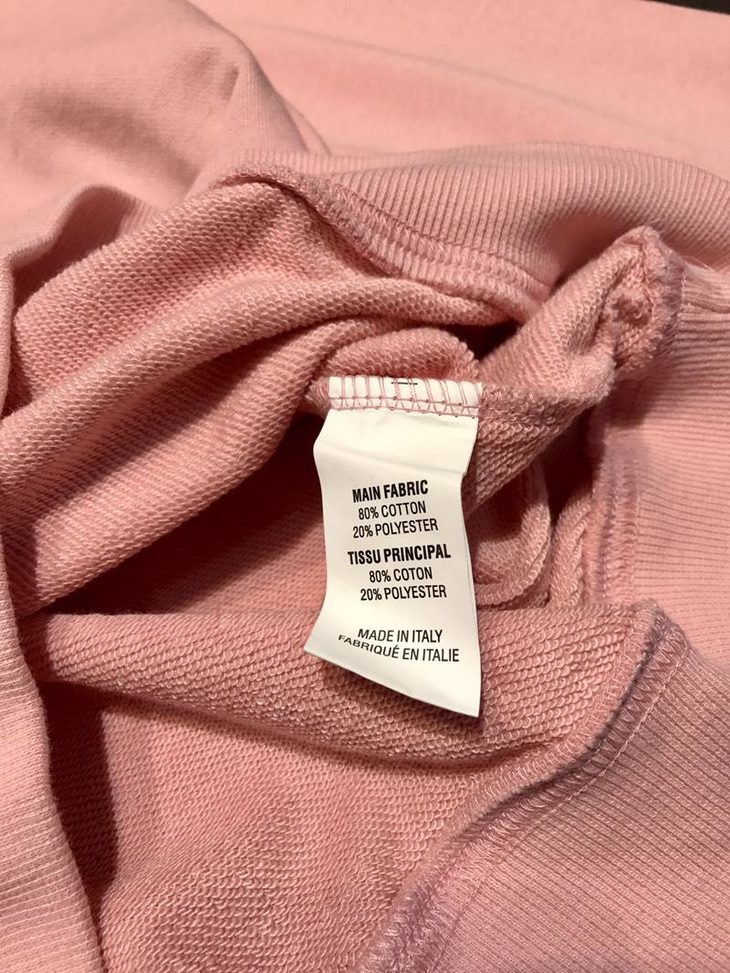 MAIN FABRIC
80% COTTON
20% POLYESTER
TISSU PRINCIPAL
80% COTON
20% POLYESTER
MADE IN ITALY
FABRIQUÉ EN ITALIE